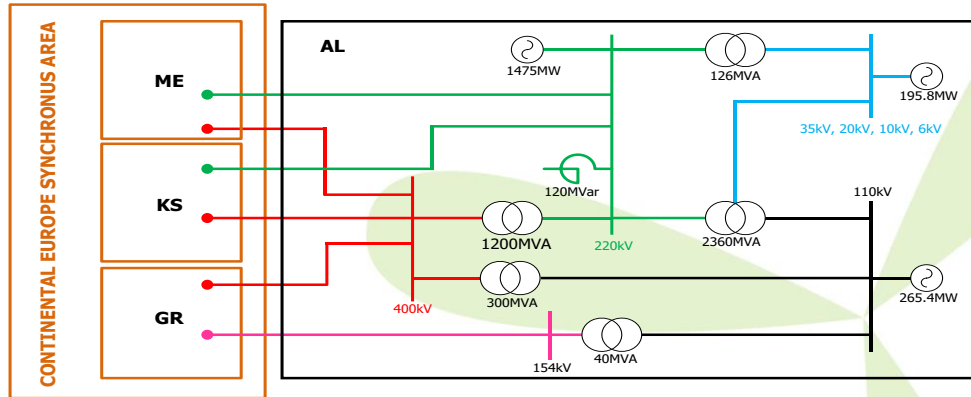 CONTINENTAL EUROPE SYNCHRONUS AREA
ME
KS
GR
AL
1475MW
126MVA
195.8MW
35kV, 20kV, 10kV, 6kV
120MVar
110kV
1200MVA
220kV
2360MVA
300MVA
265.4MW
400kV
154kV
40MVA